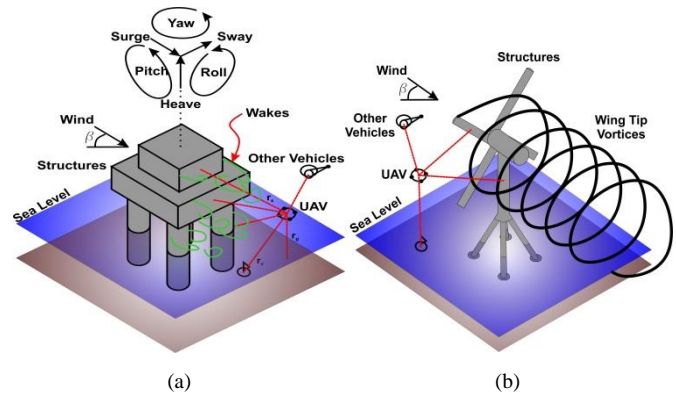 Yaw
Surge
Sway
Pitch
Roll
Heave
Wind
β
Wakes
Structures
Other Vehicles
UAV
Sea Level
(a)
Structures
Wind
β
Other
Vehicles
Wing Tip
Vortices
UAV
Sea Level
(b)